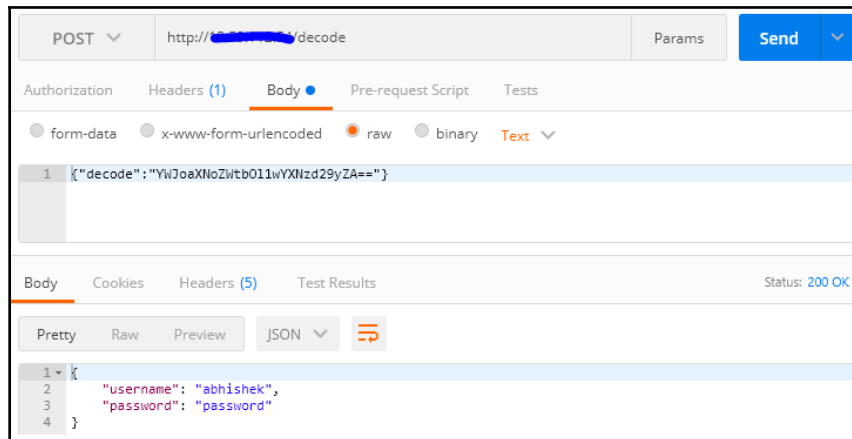 POST http:// /decode Params Send
Authorization Headers (1) Body Pre-request Script Tests
form-data x-www-form-urlencoded raw binary Text
1 {"decode":"YWJoaXNoZWtbOl1wYXNzd29yZA=="}
Body Cookies Headers (5) Test Results Status: 200 OK
Pretty Raw Preview JSON
1 {
2 "username": "abhishek",
3 "password": "password"
4 }